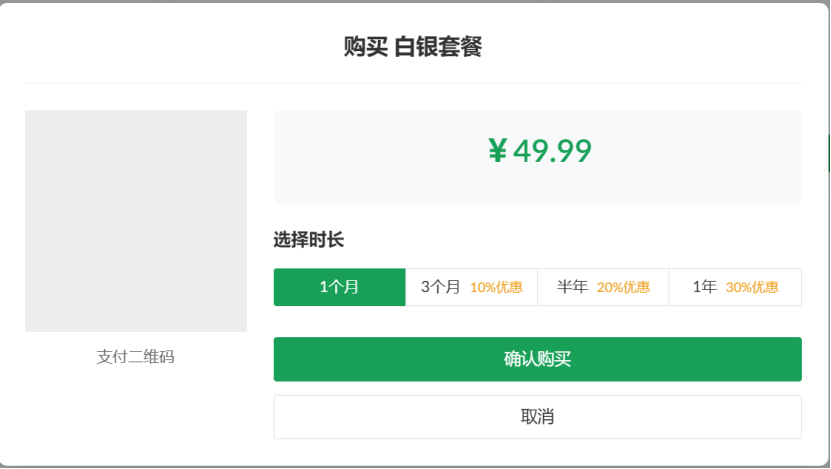 购买 白银套餐
¥ 49.99
选择时长
1个月 3个月 10%优惠 半年 20%优惠 1年 30%优惠
支付二维码
确认购买
取消